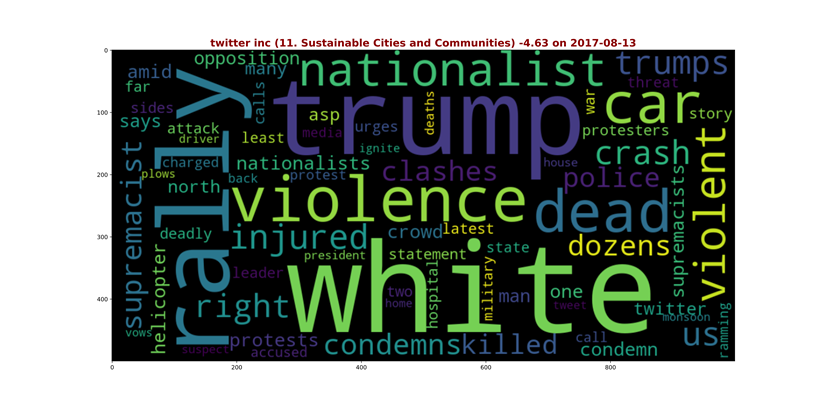 twitter inc (11. Sustainable Cities and Communities) -4.63 on 2017-08-13
0
100
200
300
400
0
200
400
600
800
opposition
nationalist
trumps
amid
many
threat
far
rally
calls
trump
deaths
war
car
sides
asp
story
says
attack
least
media
urges
protesters
driver
ignite
crash
violent
supremacist
charged
nationalists
clashes
house
plows
back
protest
police
north
violence
dead
supremacists
deadly
injured
crowd
latest
dozens
helicopter
president
statement
state
leader
white
hospital
military
two
home
man
one
tweet
right
twitter
monsoon
us
ramming
vows
protests
condemns
killed
call
condemn
suspect
accused